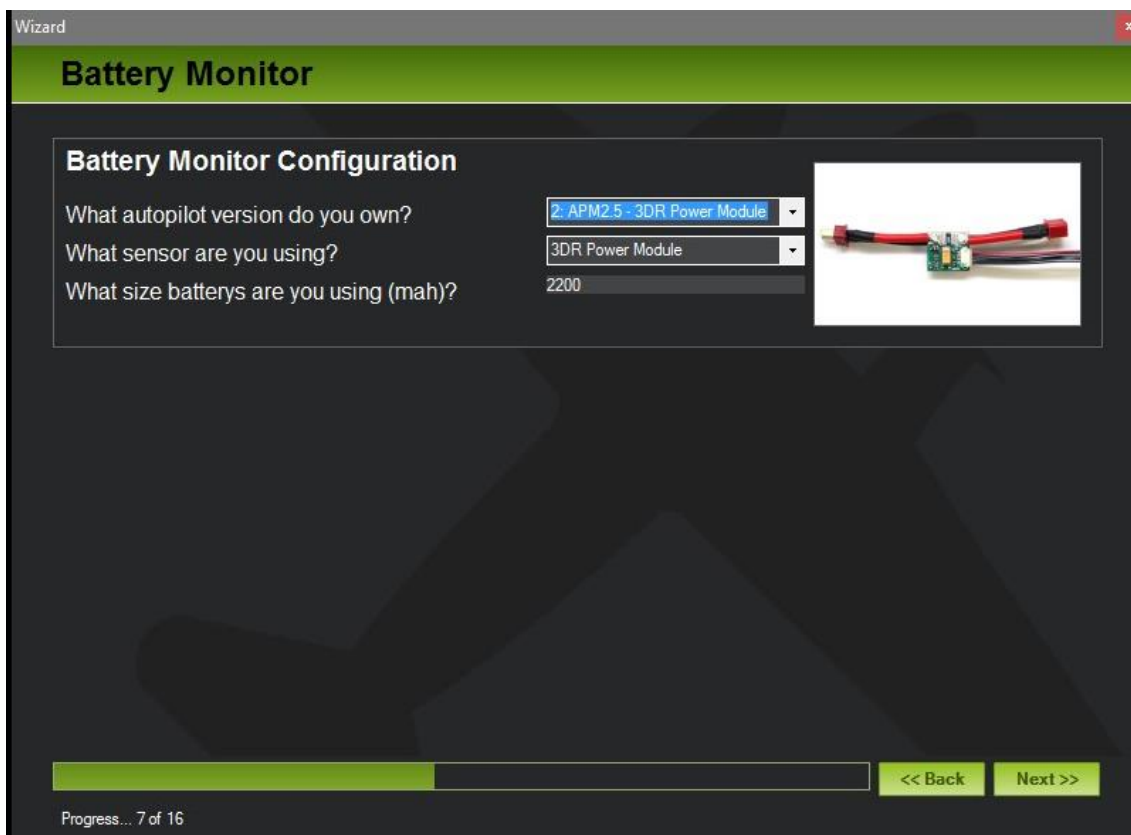 Wizard
x
Battery Monitor
Battery Monitor Configuration
What autopilot version do you own?
2: APM2.5 - 3DR Power Module
What sensor are you using?
3DR Power Module
What size batterys are you using (mah)?
2200
<< Back
Next >>
Progress... 7 of 16